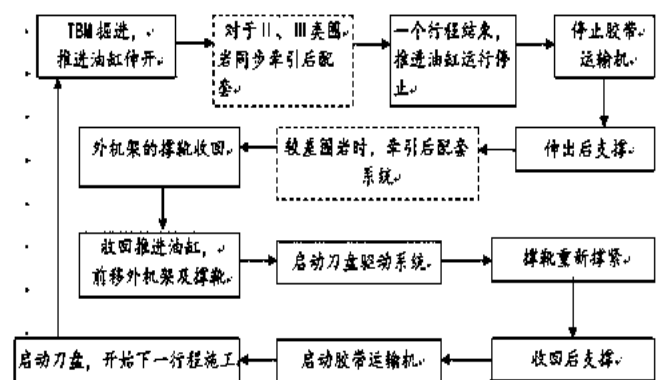 TBM掘进，
推进油缸伸开
对于Ⅱ、Ⅲ类围
岩同步牵引后配
套
一个行程结束，
推进油缸运行停
止
停止胶带
运输机
外机架的撑靴收回
较差围岩时，牵引后配套
系统
伸出后支撑
收回推进油缸，
前移外机架及撑靴
启动刀盘驱动系统
撑靴重新撑紧
启动刀盘，开始下一行程施工
启动胶带运输机
收回后支撑